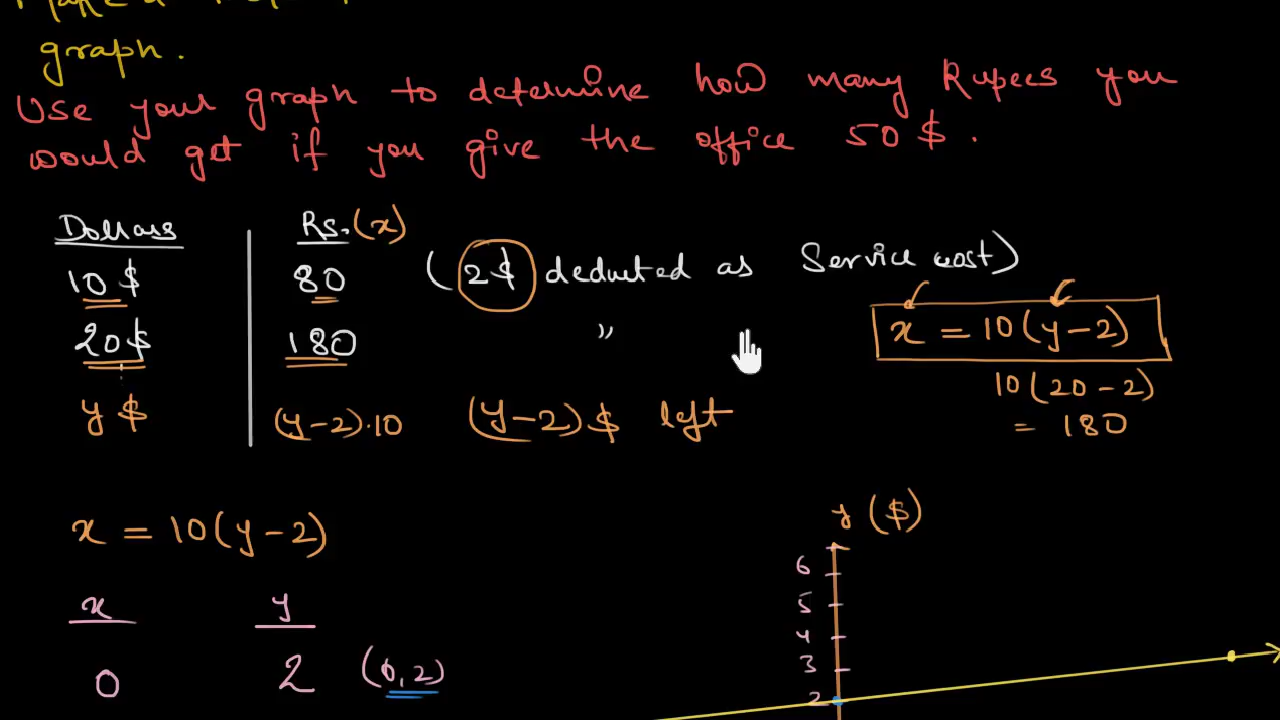 graph.
Use your graph to determine how many Rupees you
would get if you give the office 50 $.
Dollars Rs. (x)
10 $ 80 ( 2 $ deducted as Service cost)
20 $ 180 " x = 10(y-2)
10(20-2)
y $ (y-2)·10 (y-2) $ left = 180
x = 10(y-2) y ($)
6
x y 5
4
0 2 (0,2) 3
2